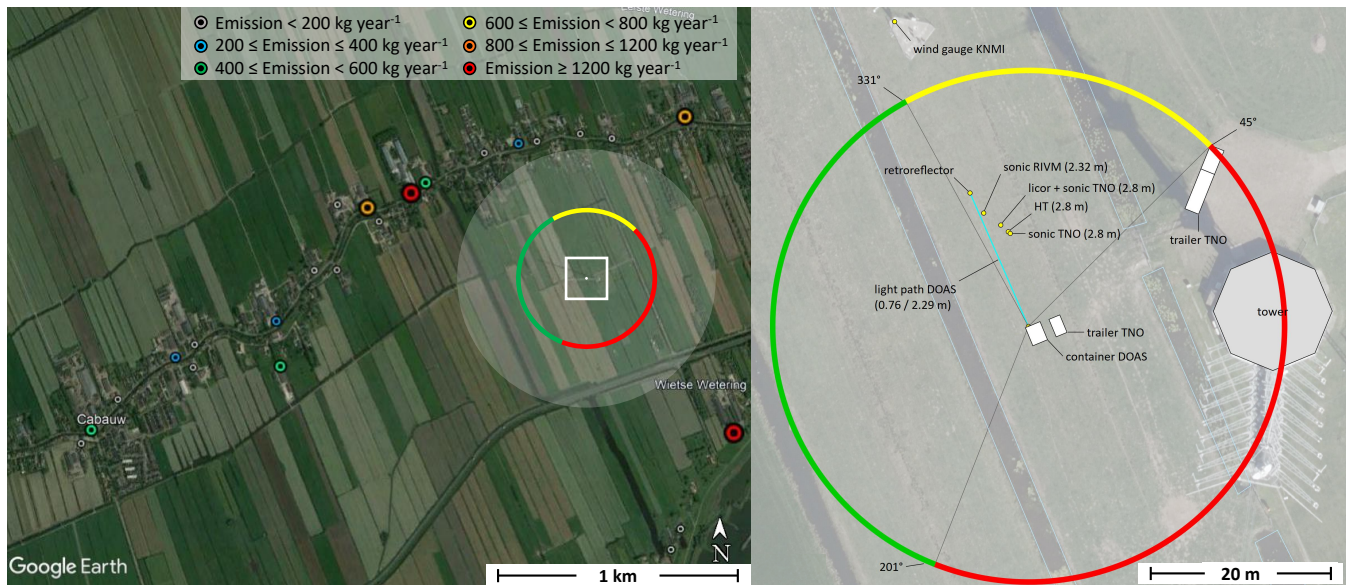 Eerste Wetering
Emission < 200 kg year-1
200 ≤ Emission ≤ 400 kg year-1
400 ≤ Emission < 600 kg year-1
600 ≤ Emission < 800 kg year-1
800 ≤ Emission ≤ 1200 kg year-1
Emission ≥ 1200 kg year-1
Wietse Wetering
Cabauw
N
Google Earth
1 km
wind gauge KNMI
331°
45°
retroreflector
sonic RIVM (2.32 m)
licor + sonic TNO (2.8 m)
HT (2.8 m)
sonic TNO (2.8 m)
trailer TNO
light path DOAS
(0.76 / 2.29 m)
tower
trailer TNO
container DOAS
201°
20 m